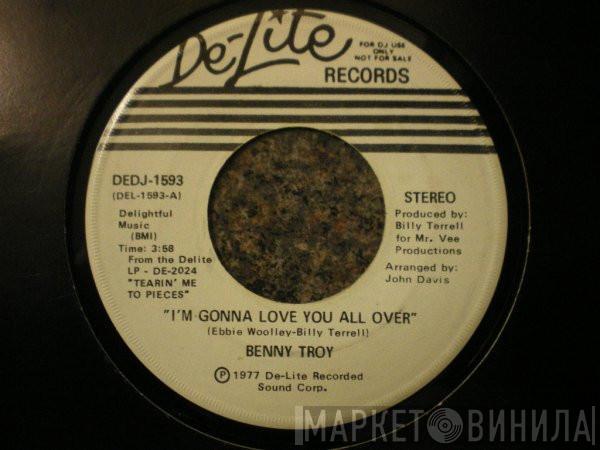 De-Lite
RECORDS
FOR DJ USE
ONLY
NOT FOR SALE
DEDJ-1593
(DEL-1593-A)
Delightful
Music
(BMI)
Time: 3:58
From the Delite
LP - DE-2024
"TEARIN' ME
TO PIECES"
STEREO
Produced by:
Billy Terrell
for Mr. Vee
Productions
Arranged by:
John Davis
"I'M GONNA LOVE YOU ALL OVER"
(Ebbie Woolley-Billy Terrell)
BENNY TROY
Ⓟ 1977 De-Lite Recorded
Sound Corp.
МАРКЕТ ВИНИЛА